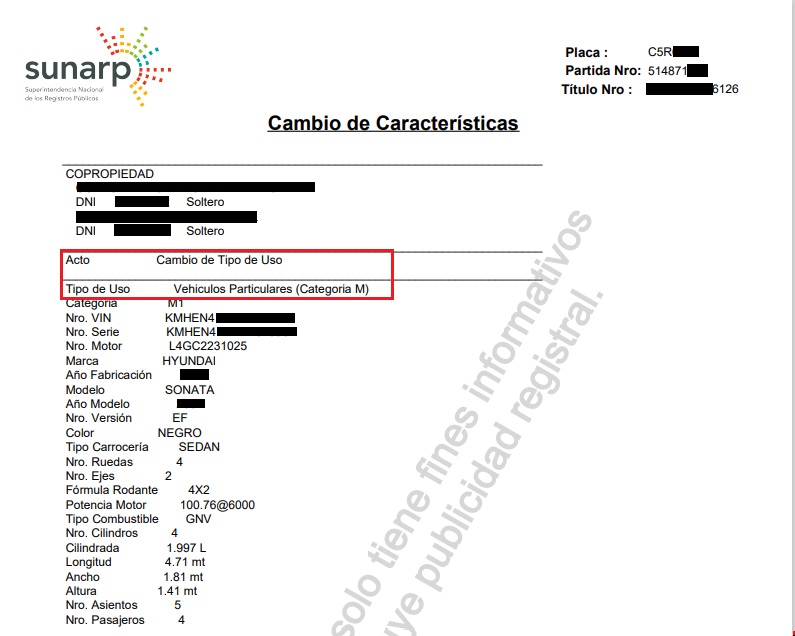 sunarp
Superintendencia Nacional
de los Registros Públicos
Placa : C5R
Partida Nro: 514871
Título Nro : 6126
Cambio de Características
COPROPIEDAD
DNI Soltero
DNI Soltero
Acto Cambio de Tipo de Uso
Tipo de Uso Vehiculos Particulares (Categoria M)
Categoria M1
Nro. VIN KMHEN4
Nro. Serie KMHEN4
Nro. Motor L4GC2231025
Marca HYUNDAI
Año Fabricación
Modelo SONATA
Año Modelo
Nro. Versión EF
Color NEGRO
Tipo Carrocería SEDAN
Nro. Ruedas 4
Nro. Ejes 2
Fórmula Rodante 4X2
Potencia Motor 100.76@6000
Tipo Combustible GNV
Nro. Cilindros 4
Cilindrada 1.997 L
Longitud 4.71 mt
Ancho 1.81 mt
Altura 1.41 mt
Nro. Asientos 5
Nro. Pasajeros 4
solo tiene fines informativos
uye publicidad registral.